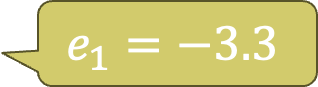 e₁ = −3.3